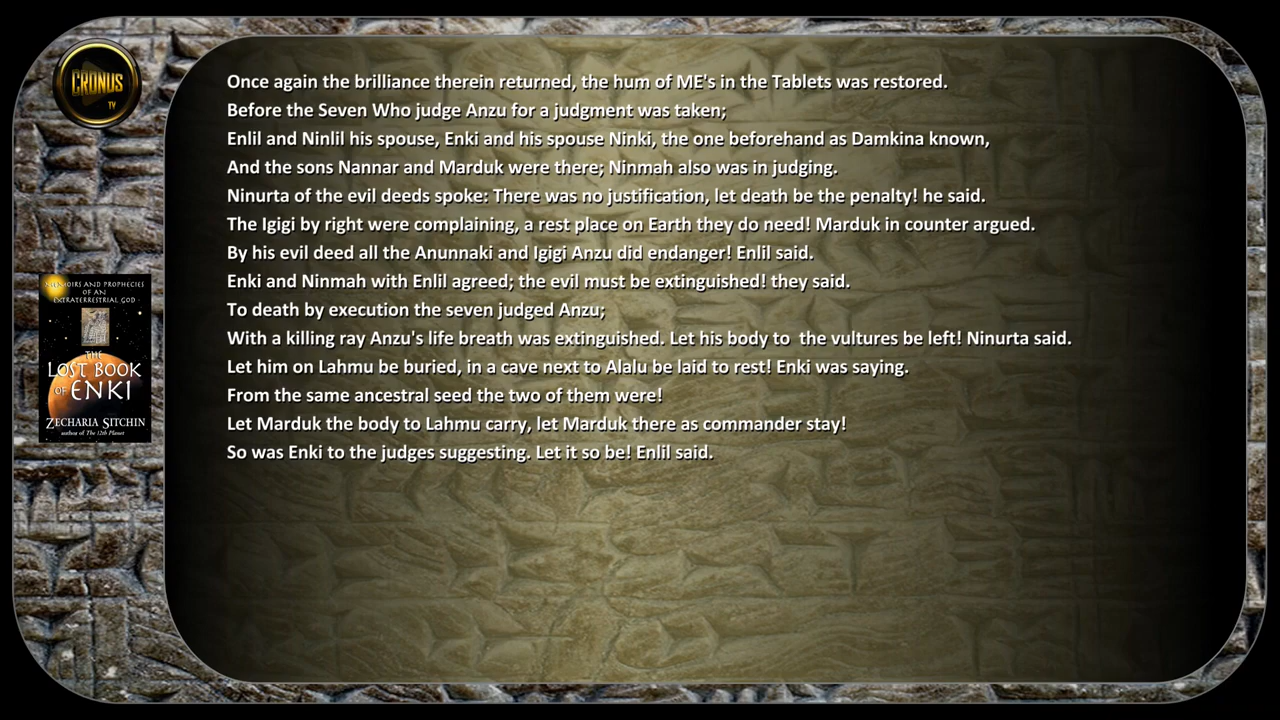 CRONUS
TV
Once again the brilliance therein returned, the hum of ME's in the Tablets was restored.
Before the Seven Who judge Anzu for a judgment was taken;
Enlil and Ninlil his spouse, Enki and his spouse Ninki, the one beforehand as Damkina known,
And the sons Nannar and Marduk were there; Ninmah also was in judging.
Ninurta of the evil deeds spoke: There was no justification, let death be the penalty! he said.
The Igigi by right were complaining, a rest place on Earth they do need! Marduk in counter argued.
By his evil deed all the Anunnaki and Igigi Anzu did endanger! Enlil said.
Enki and Ninmah with Enlil agreed; the evil must be extinguished! they said.
To death by execution the seven judged Anzu;
With a killing ray Anzu's life breath was extinguished. Let his body to  the vultures be left! Ninurta said.
Let him on Lahmu be buried, in a cave next to Alalu be laid to rest! Enki was saying.
From the same ancestral seed the two of them were!
Let Marduk the body to Lahmu carry, let Marduk there as commander stay!
So was Enki to the judges suggesting. Let it so be! Enlil said.
MEMOIRS AND PROPHECIES
OF AN
EXTRATERRESTRIAL GOD
THE
LOST BOOK
OF ENKI
ZECHARIA SITCHIN
author of The 12th Planet